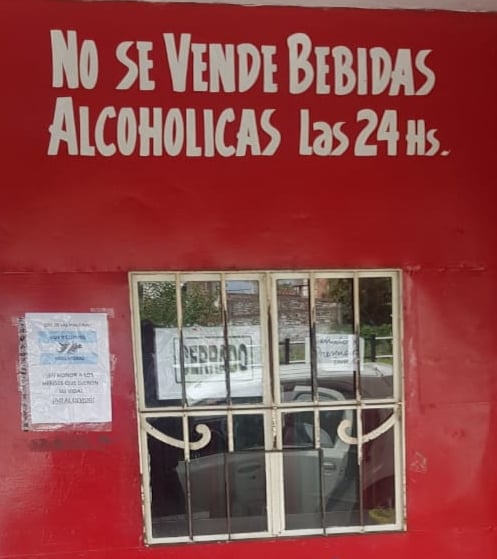 NO SE VENDE BEBIDAS
ALCOHOLICAS Las 24 Hs.
CERRADO
¡EN HONOR A LOS
HEROES QUE DIERON
SU VIDA!